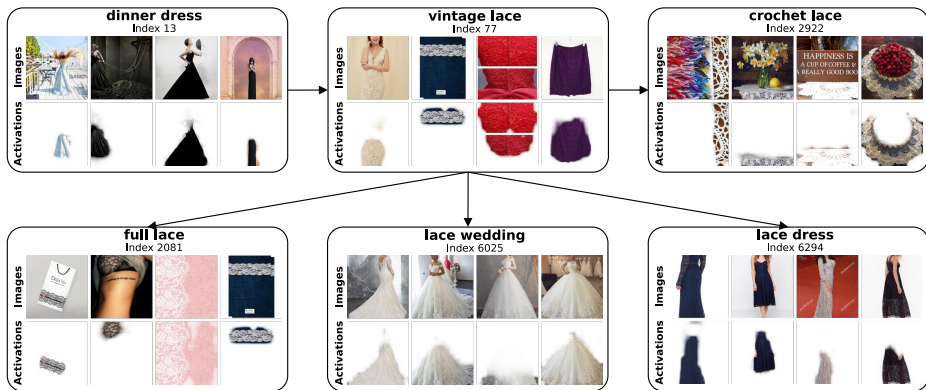 dinner dress
Index 13
Images
Activations
vintage lace
Index 77
Images
Activations
crochet lace
Index 2922
Images
HAPPINESS IS
A CUP OF COFFEE &
A REALLY GOOD BOO
Activations
full lace
Index 2081
Images
Activations
lace wedding
Index 6025
Images
Activations
lace dress
Index 6294
Images
Activations